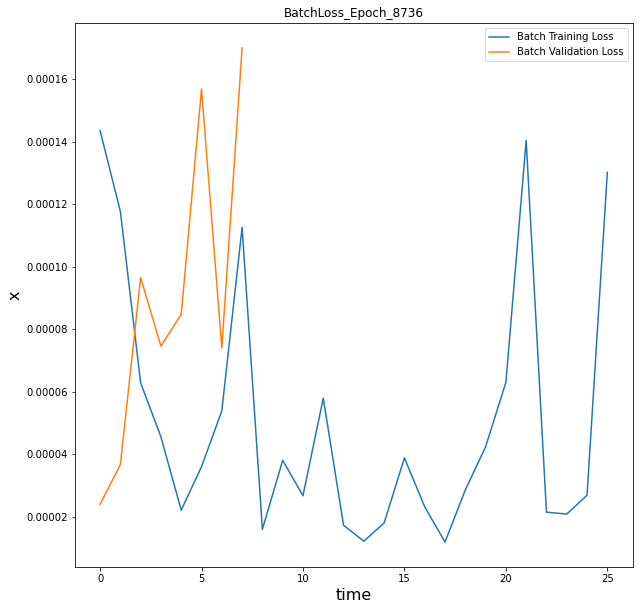 BatchLoss_Epoch_8736
Batch Training Loss
Batch Validation Loss
0.00016
0.00014
0.00012
0.00010
0.00008
0.00006
0.00004
0.00002
x
0 5 10 15 20 25
time